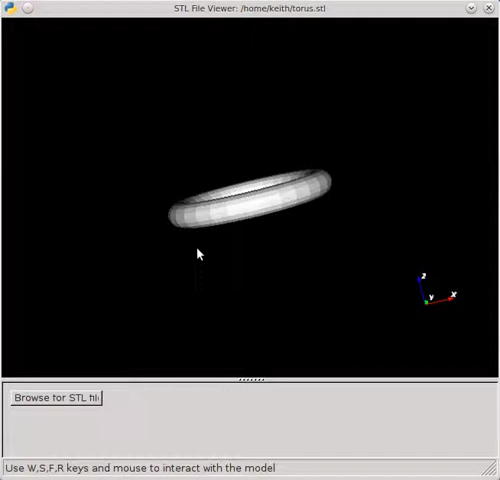 STL File Viewer: /home/keith/torus.stl
z
y
x
Browse for STL fil
Use W,S,F,R keys and mouse to interact with the model